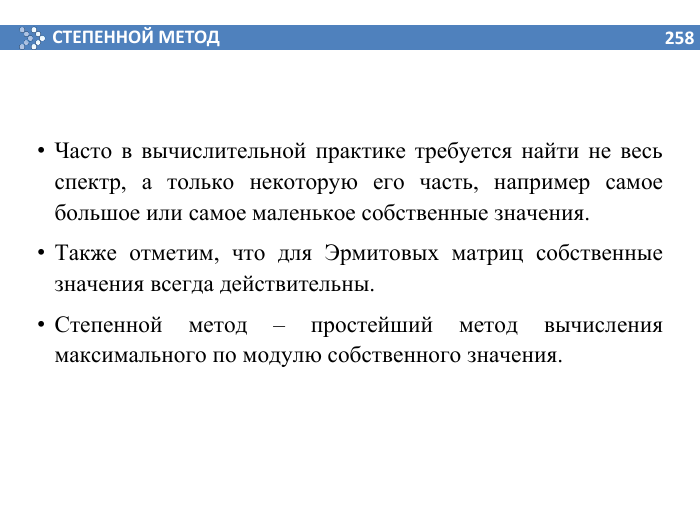 СТЕПЕННОЙ МЕТОД
258
• Часто в вычислительной практике требуется найти не весь
спектр, а только некоторую его часть, например самое
большое или самое маленькое собственные значения.
• Также отметим, что для Эрмитовых матриц собственные
значения всегда действительны.
• Степенной метод – простейший метод вычисления
максимального по модулю собственного значения.